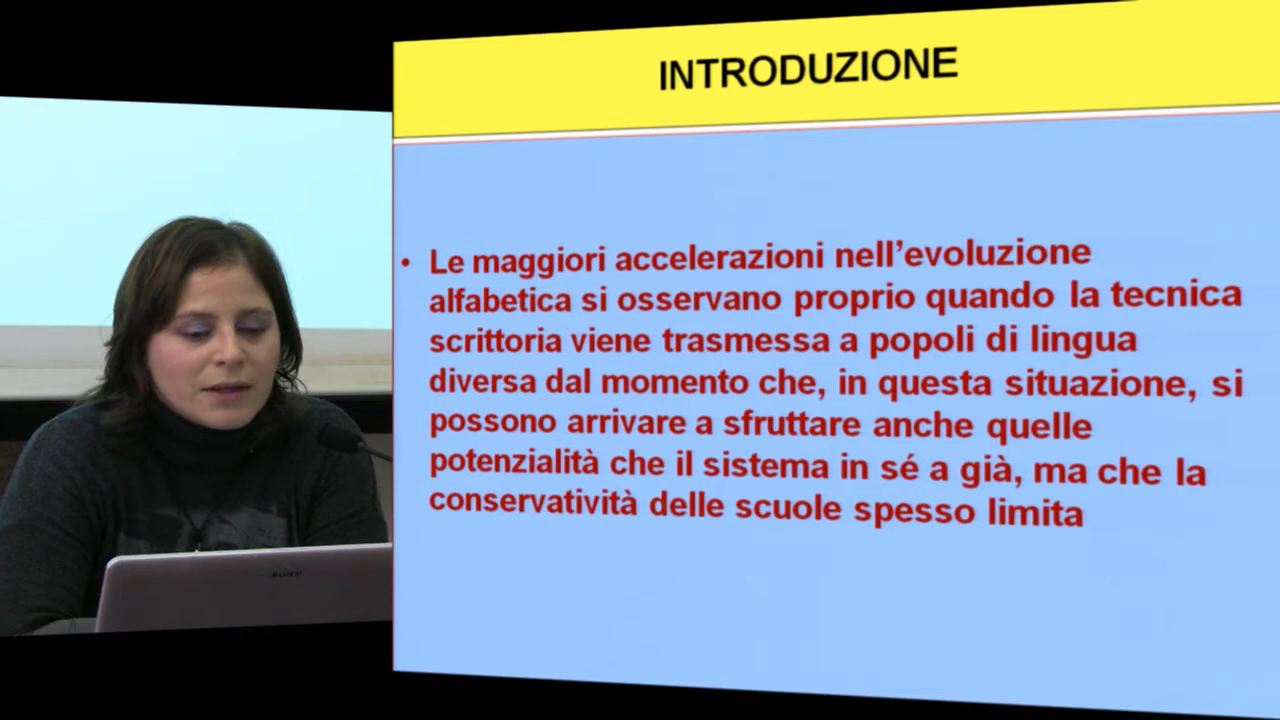 INTRODUZIONE
• Le maggiori accelerazioni nell’evoluzione
alfabetica si osservano proprio quando la tecnica
scrittoria viene trasmessa a popoli di lingua
diversa dal momento che, in questa situazione, si
possono arrivare a sfruttare anche quelle
potenzialità che il sistema in sé a già, ma che la
conservatività delle scuole spesso limita
SONY